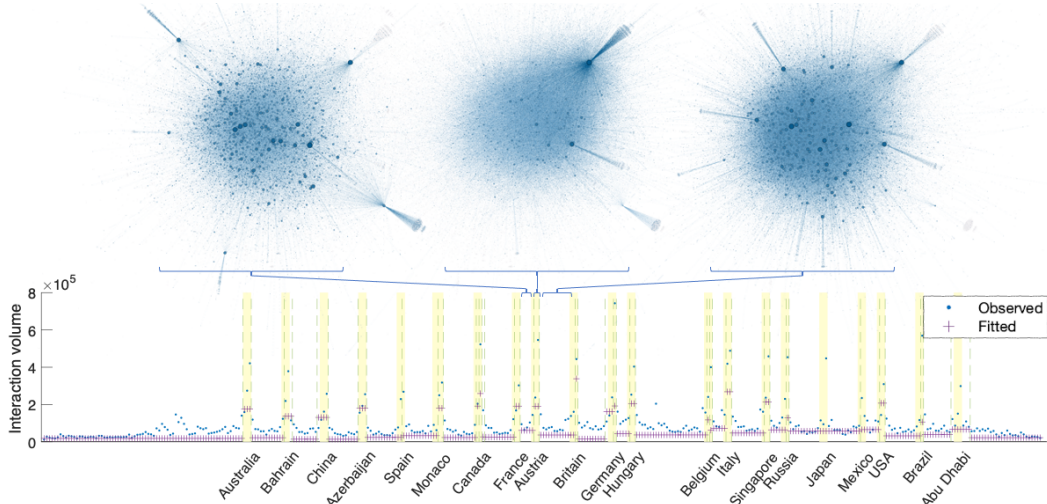 ×10^5
8
6
4
2
0
Interaction volume
Observed
Fitted
Australia
Bahrain
China
Azerbaijan
Spain
Monaco
Canada
France
Austria
Britain
Germany
Hungary
Belgium
Italy
Singapore
Russia
Japan
Mexico
USA
Brazil
Abu Dhabi